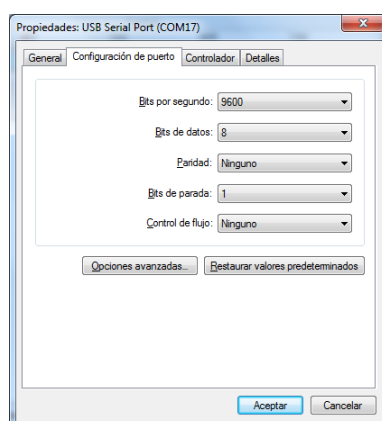 Propiedades: USB Serial Port (COM17)
General Configuración de puerto Controlador Detalles
Bits por segundo: 9600
Bits de datos: 8
Paridad: Ninguno
Bits de parada: 1
Control de flujo: Ninguno
Opciones avanzadas... Restaurar valores predeterminados
Aceptar Cancelar